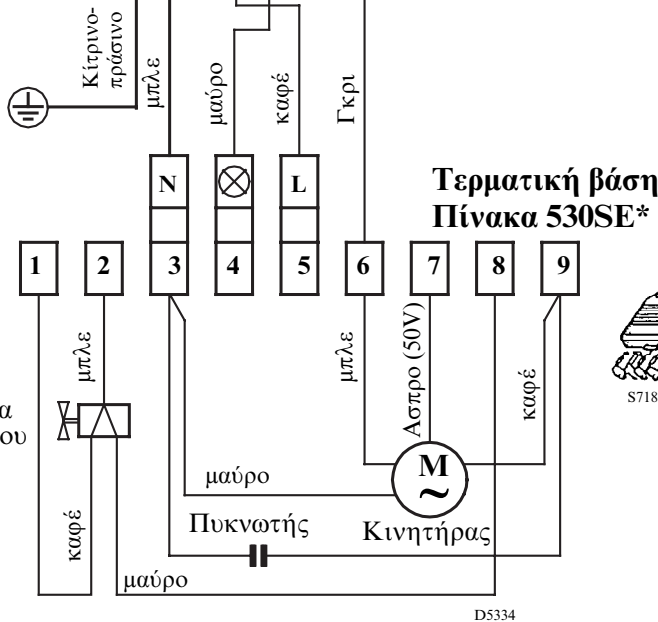 Κίτρινο-
πράσινο
μπλε
μαύρο
καφέ
Γκρι
N
L
Τερματική βάση
Πίνακα 530SE*
1
2
3
4
5
6
7
8
9
μπλε
μπλε
Ασπρο (50V)
καφέ
S718
α
ου
M
~
μαύρο
Πυκνωτής
Κινητήρας
καφέ
μαύρο
D5334